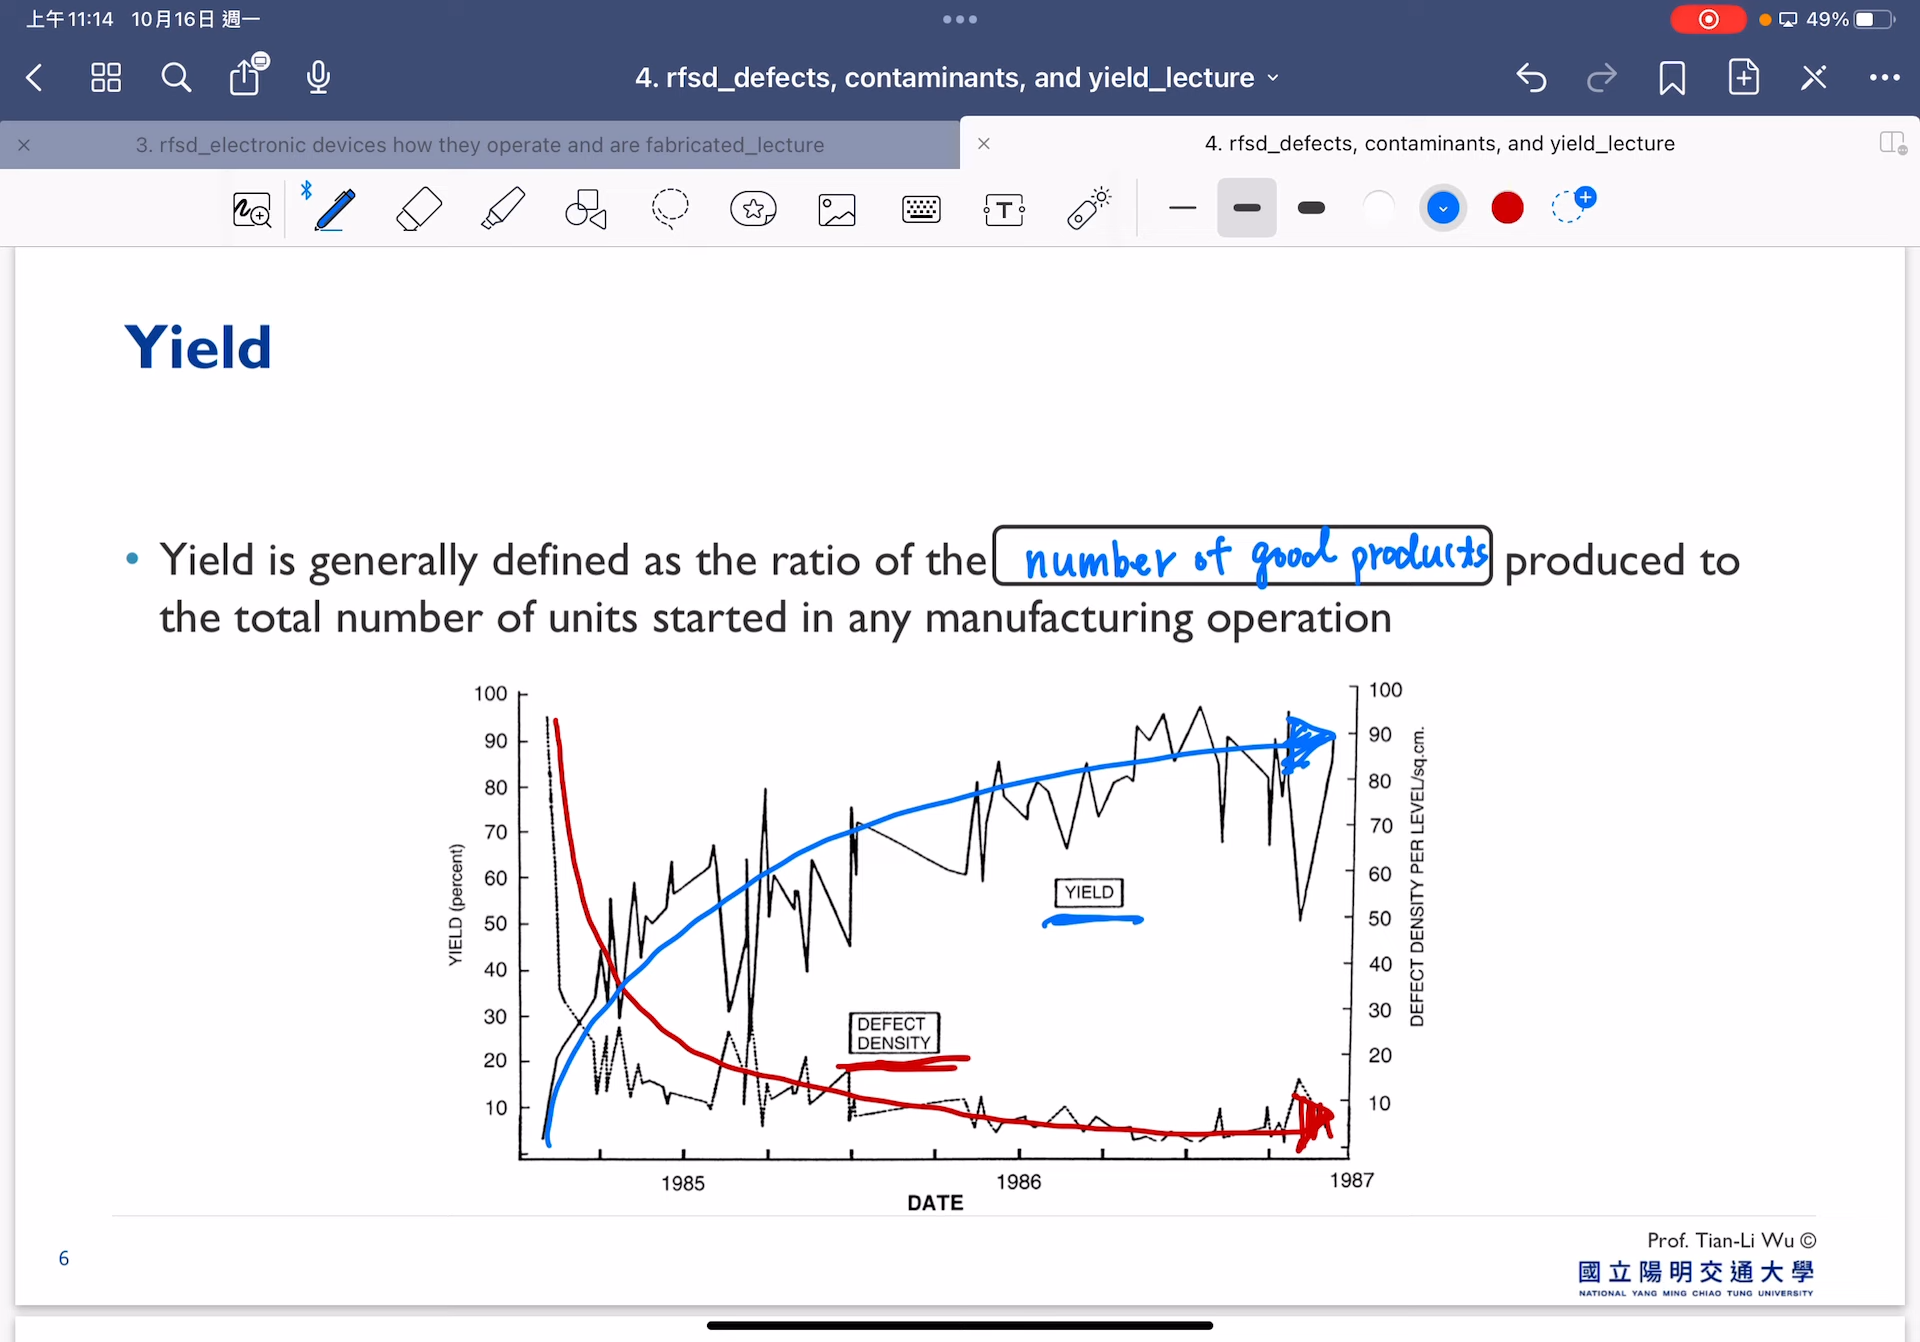 上午11:14 10月16日 週一
49%
4. rfsd_defects, contaminants, and yield_lecture
3. rfsd_electronic devices how they operate and are fabricated_lecture
4. rfsd_defects, contaminants, and yield_lecture
T
Yield
• Yield is generally defined as the ratio of the number of good products produced to
the total number of units started in any manufacturing operation
100
90
80
70
60
50
40
30
20
10
YIELD (percent)
YIELD
DEFECT
DENSITY
100
90
80
70
60
50
40
30
20
10
DEFECT DENSITY PER LEVEL/sq.cm.
1985
1986
1987
DATE
6
Prof. Tian-Li Wu ©
國立陽明交通大學
NATIONAL YANG MING CHIAO TUNG UNIVERSITY